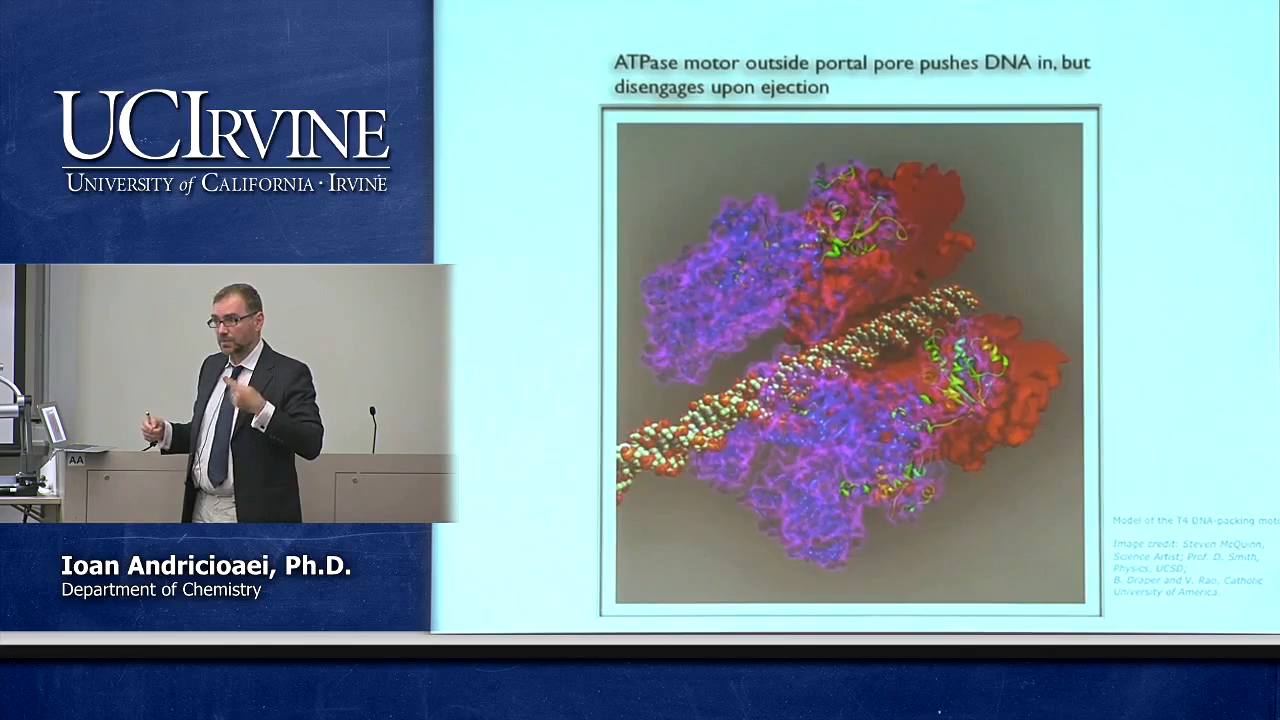 UCIRVINE
UNIVERSITY of CALIFORNIA · IRVINE
AA
Ioan Andricioaei, Ph.D.
Department of Chemistry
ATPase motor outside portal pore pushes DNA in, but
disengages upon ejection
Model of the T4 DNA-packing moto
Image credit: Steven McQuinn,
Science Artist; Prof. D. Smith,
Physics, UCSD;
B. Draper and V. Rao, Catholic
University of America.